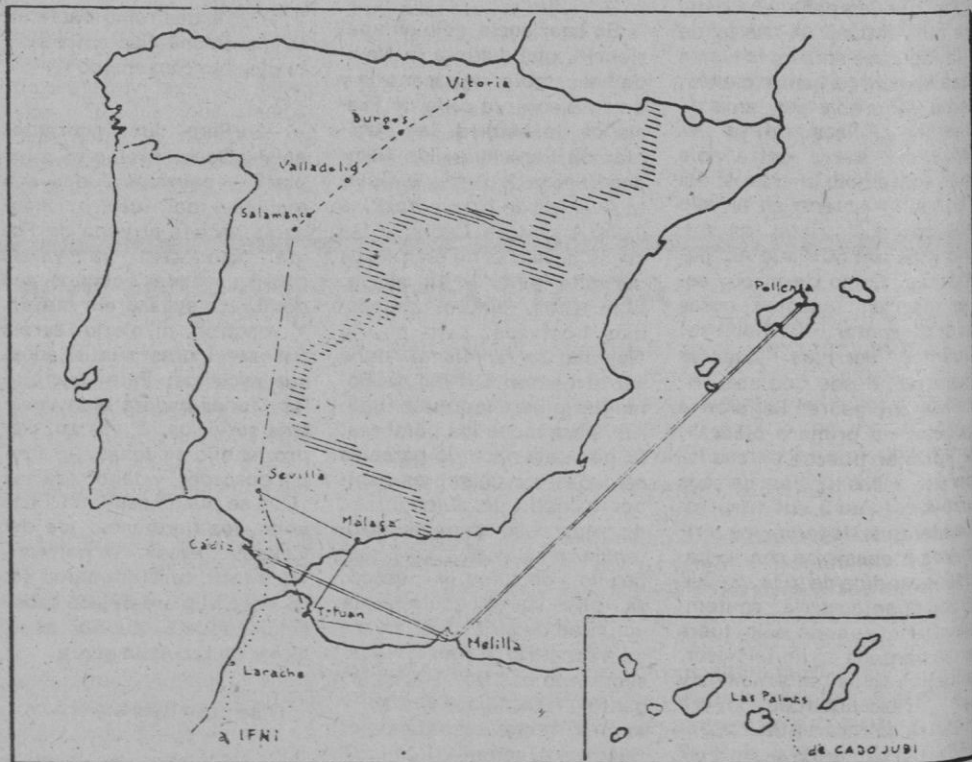 Vitoria
Burgos
Valladolid
Salamanca
Pollensa
Sevilla
Málaga
Cádiz
Tetuan
Melilla
Larache
a IFNI
Las Palmas
de CABO JUBI